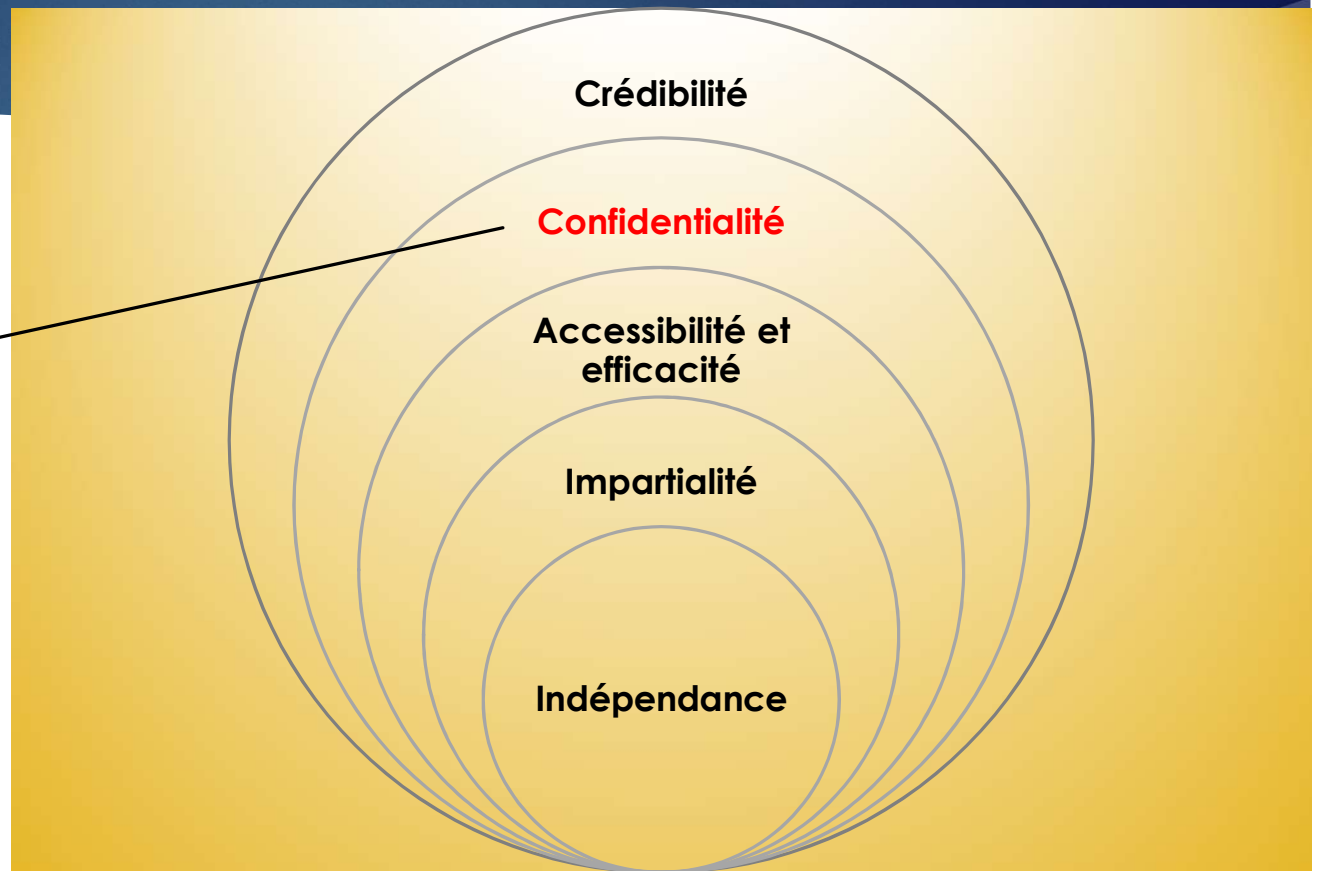 Crédibilité
Confidentialité
Accessibilité et
efficacité
Impartialité
Indépendance